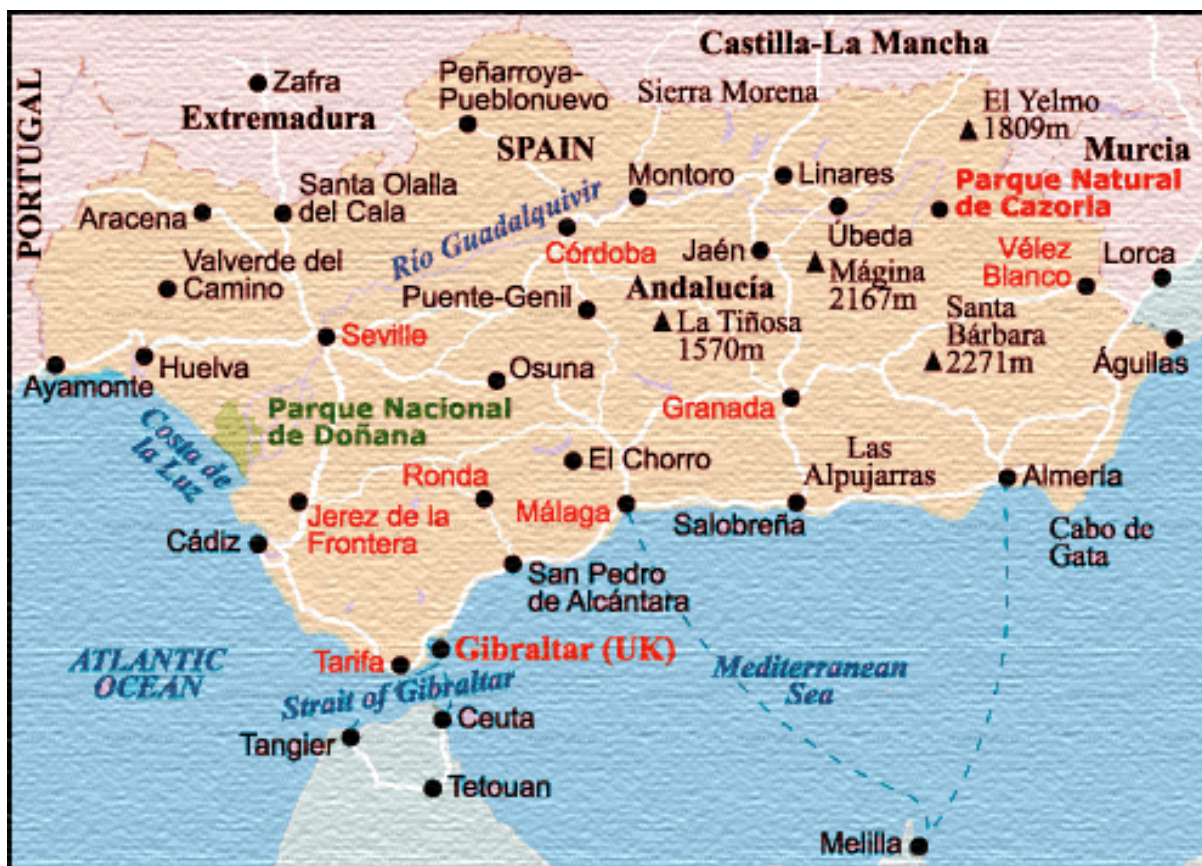 Castilla-La Mancha
Zafra
Peñarroya-
Pueblonuevo
Sierra Morena
El Yelmo
1809m
Extremadura
SPAIN
Murcia
PORTUGAL
Santa Olalla
del Cala
Aracena
Montoro
Linares
Parque Natural
de Cazorla
Río Guadalquivir
Córdoba
Jaén
Úbeda
Vélez
Blanco
Lorca
Valverde del
Camino
Puente-Genil
Andalucía
Mágina
2167m
La Tiñosa
1570m
Santa
Bárbara
2271m
Seville
Huelva
Ayamonte
Osuna
Águilas
Parque Nacional
de Doñana
Granada
Costa de
la Luz
El Chorro
Las
Alpujarras
Almería
Ronda
Málaga
Salobreña
Jerez de la
Frontera
Cádiz
Cabo de
Gata
San Pedro
de Alcántara
ATLANTIC
OCEAN
Tarifa
Gibraltar (UK)
Mediterranean
Sea
Strait of Gibraltar
Ceuta
Tangier
Tetouan
Melilla